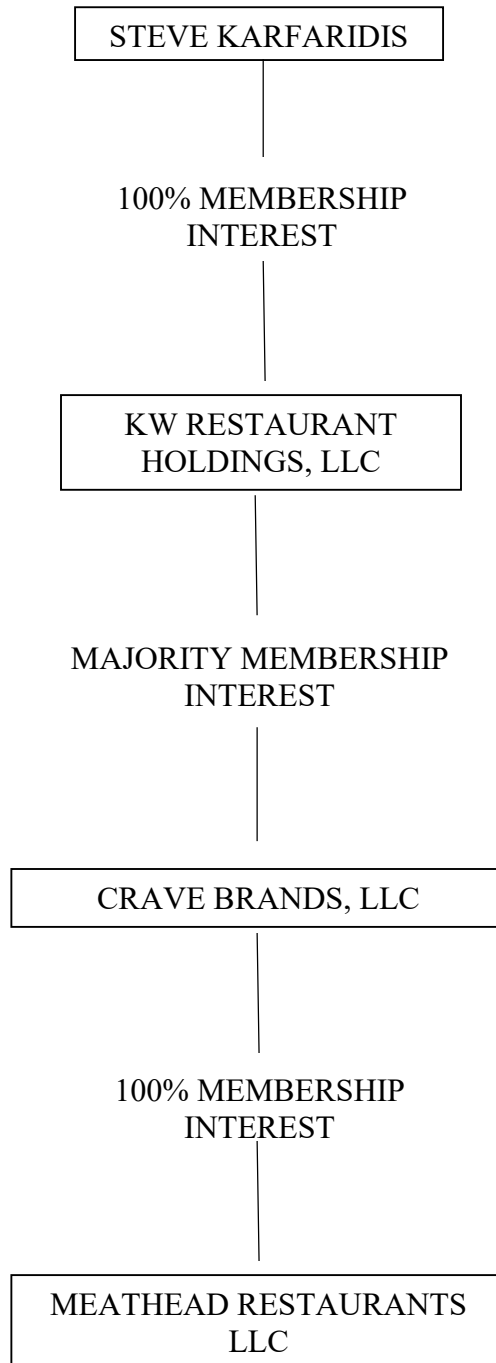 STEVE KARFARIDIS
100% MEMBERSHIP
INTEREST
KW RESTAURANT
HOLDINGS, LLC
MAJORITY MEMBERSHIP
INTEREST
CRAVE BRANDS, LLC
100% MEMBERSHIP
INTEREST
MEATHEAD RESTAURANTS
LLC